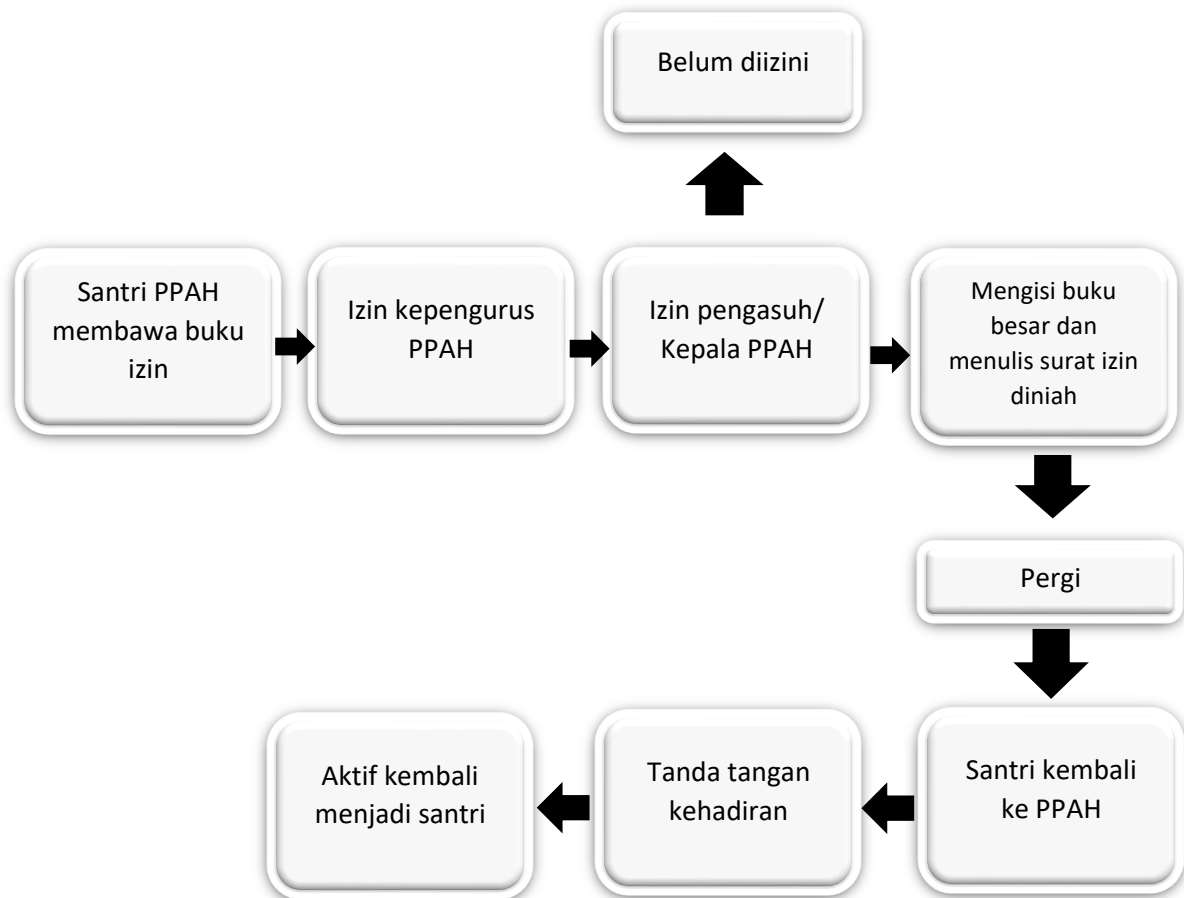 Belum diizini
Santri PPAH
membawa buku
izin
Izin kepengurus
PPAH
Izin pengasuh/
Kepala PPAH
Mengisi buku
besar dan
menulis surat izin
diniah
Pergi
Santri kembali
ke PPAH
Tanda tangan
kehadiran
Aktif kembali
menjadi santri